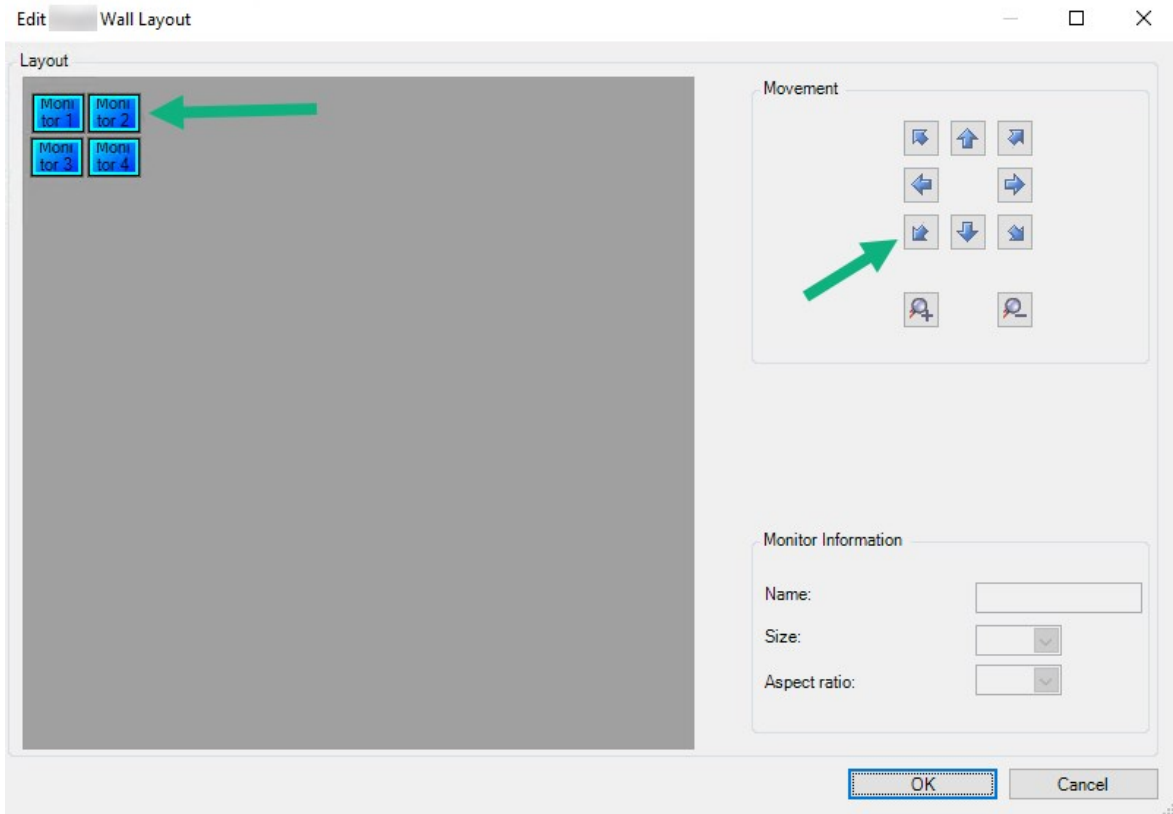 Edit Wall Layout
Layout
Moni
tor 1
Moni
tor 2
Moni
tor 3
Moni
tor 4
Movement
Monitor Information
Name:
Size:
Aspect ratio:
OK
Cancel